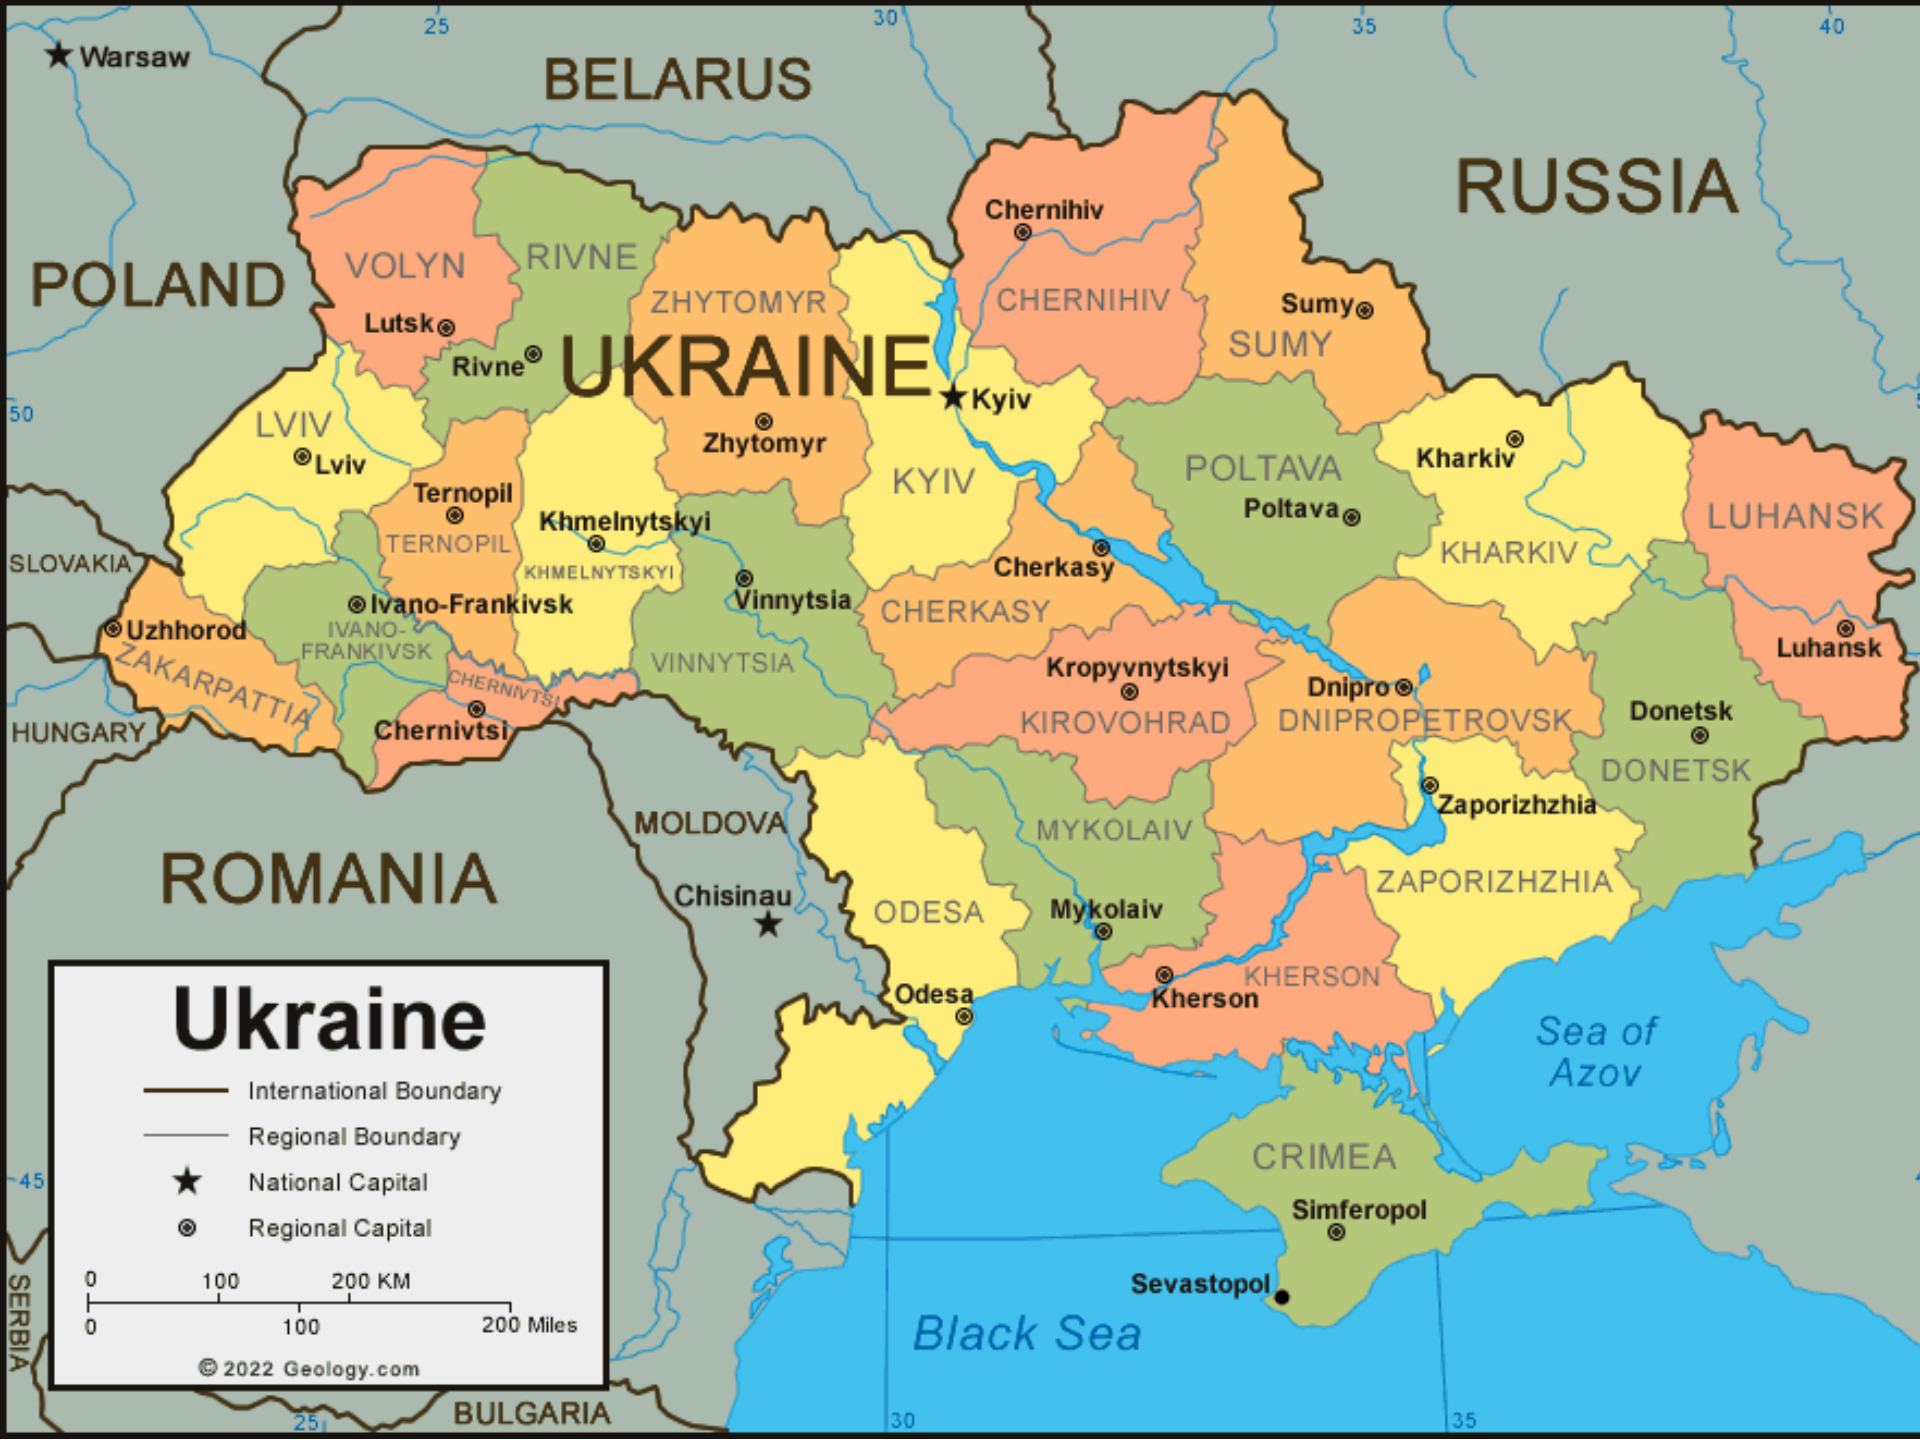 25
30
35
40
Warsaw
BELARUS
RUSSIA
POLAND
Chernihiv
VOLYN
RIVNE
ZHYTOMYR
CHERNIHIV
Lutsk
Sumy
SUMY
Rivne
UKRAINE
Kyiv
50
LVIV
Lviv
Zhytomyr
KYIV
POLTAVA
Poltava
Kharkiv
KHARKIV
LUHANSK
Ternopil
TERNOPIL
Khmelnytskyi
KHMELNYTSKYI
SLOVAKIA
Cherkasy
CHERKASY
Vinnytsia
VINNYTSIA
Ivano-Frankivsk
IVANO-
FRANKIVSK
Uzhhorod
ZAKARPATTIA
Luhansk
CHERNIVTSI
Chernivtsi
Kropyvnytskyi
KIROVOHRAD
Dnipro
DNIPROPETROVSK
Donetsk
DONETSK
HUNGARY
MOLDOVA
MYKOLAIV
Zaporizhzhia
ZAPORIZHZHIA
ROMANIA
Chisinau
ODESA
Mykolaiv
KHERSON
Kherson
Odesa
Sea of
Azov
CRIMEA
Simferopol
Sevastopol
Black Sea
45
SERBIA
Ukraine
International Boundary
Regional Boundary
National Capital
Regional Capital
0 100 200 KM
0 100 200 Miles
© 2022 Geology.com
BULGARIA
25
30
35